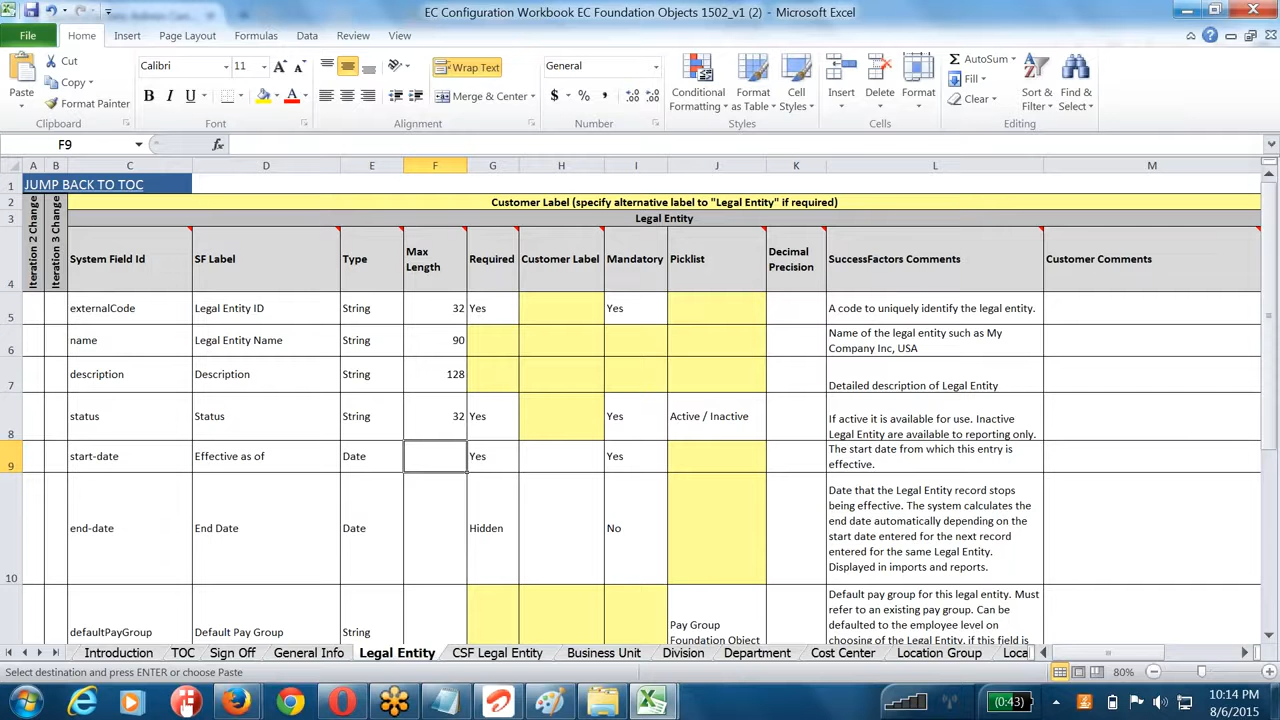 EC Configuration Workbook EC Foundation Objects 1502_v1 (2) - Microsoft Excel
File Home Insert Page Layout Formulas Data Review View
Paste
Cut
Copy
Format Painter
Clipboard
Calibri 11
B I U
Font
Wrap Text
Merge & Center
Alignment
General
$ % ,
Number
Conditional Formatting
Format as Table
Cell Styles
Styles
Insert
Delete
Format
Cells
AutoSum
Fill
Clear
Sort & Filter
Find & Select
Editing
F9 fx
A B C D E F G H I J K L M
1 JUMP BACK TO TOC
2 Customer Label (specify alternative label to "Legal Entity" if required)
3 Legal Entity
4 Iteration 2 Change Iteration 3 Change System Field Id SF Label Type Max Length Required Customer Label Mandatory Picklist Decimal Precision SuccessFactors Comments Customer Comments
5 externalCode Legal Entity ID String 32 Yes Yes A code to uniquely identify the legal entity.
6 name Legal Entity Name String 90 Name of the legal entity such as My
Company Inc, USA
7 description Description String 128 Detailed description of Legal Entity
8 status Status String 32 Yes Yes Active / Inactive If active it is available for use. Inactive
Legal Entity are available to reporting only.
9 start-date Effective as of Date Yes Yes The start date from which this entry is
effective.
10 end-date End Date Date Hidden No Date that the Legal Entity record stops
being effective. The system calculates the
end date automatically depending on the
start date entered for the next record
entered for the same Legal Entity.
Displayed in imports and reports.
defaultPayGroup Default Pay Group String Pay Group
Foundation Object
Default pay group for this legal entity. Must
refer to an existing pay group. Can be
defaulted to the employee level on
choosing of the Legal Entity. if this field is
Introduction TOC Sign Off General Info Legal Entity CSF Legal Entity Business Unit Division Department Cost Center Location Group Loca
Select destination and press ENTER or choose Paste
80%
(0:43)
10:14 PM
8/6/2015